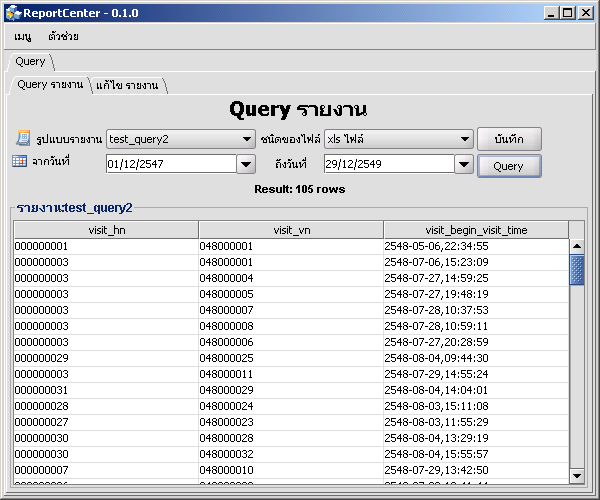 ReportCenter - 0.1.0
เมนู ตัวช่วย
Query
Query รายงาน แก้ไข รายงาน
Query รายงาน
รูปแบบรายงาน test_query2 ชนิดของไฟล์ xls ไฟล์ บันทึก
จากวันที่ 01/12/2547 ถึงวันที่ 29/12/2549 Query
Result: 105 rows
รายงาน:test_query2
visit_hn visit_vn visit_begin_visit_time
000000001 048000001 2548-05-06,22:34:55
000000003 048000001 2548-07-06,15:23:09
000000003 048000004 2548-07-27,14:59:25
000000003 048000005 2548-07-27,19:48:19
000000003 048000007 2548-07-28,10:37:53
000000003 048000008 2548-07-28,10:59:11
000000003 048000006 2548-07-27,20:28:59
000000029 048000025 2548-08-04,09:44:30
000000003 048000011 2548-07-29,14:55:24
000000031 048000029 2548-08-04,14:04:01
000000028 048000024 2548-08-03,15:11:08
000000027 048000023 2548-08-03,11:55:29
000000030 048000028 2548-08-04,13:29:19
000000030 048000032 2548-08-04,15:55:57
000000007 048000010 2548-07-29,13:42:50